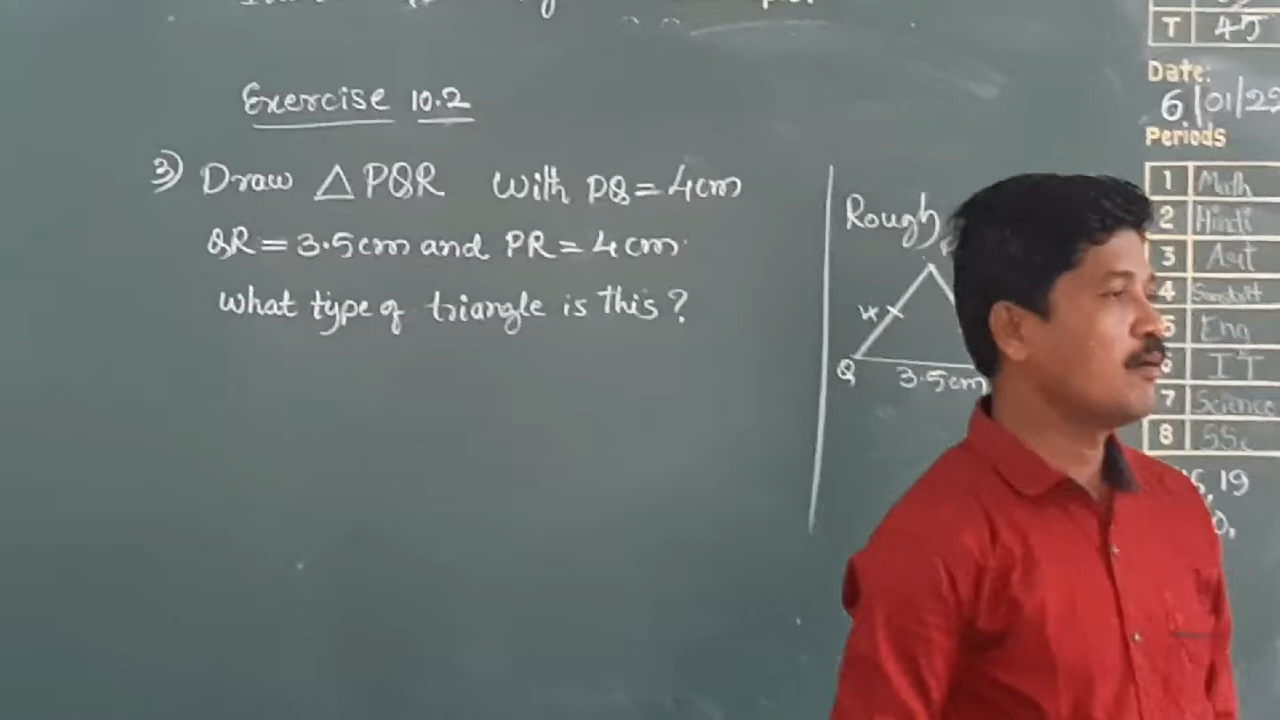 Exercise 10.2
3) Draw △PQR With PQ = 4cm
QR = 3.5cm and PR = 4cm.
what type of triangle is this?
Rough
4
Q 3.5cm
T 45
Date:
6/01/23
Periods
1 Math
2 Hindi
3 Art
4 Sanskrit
5 Eng
I T
7 Science
8 SSc
19